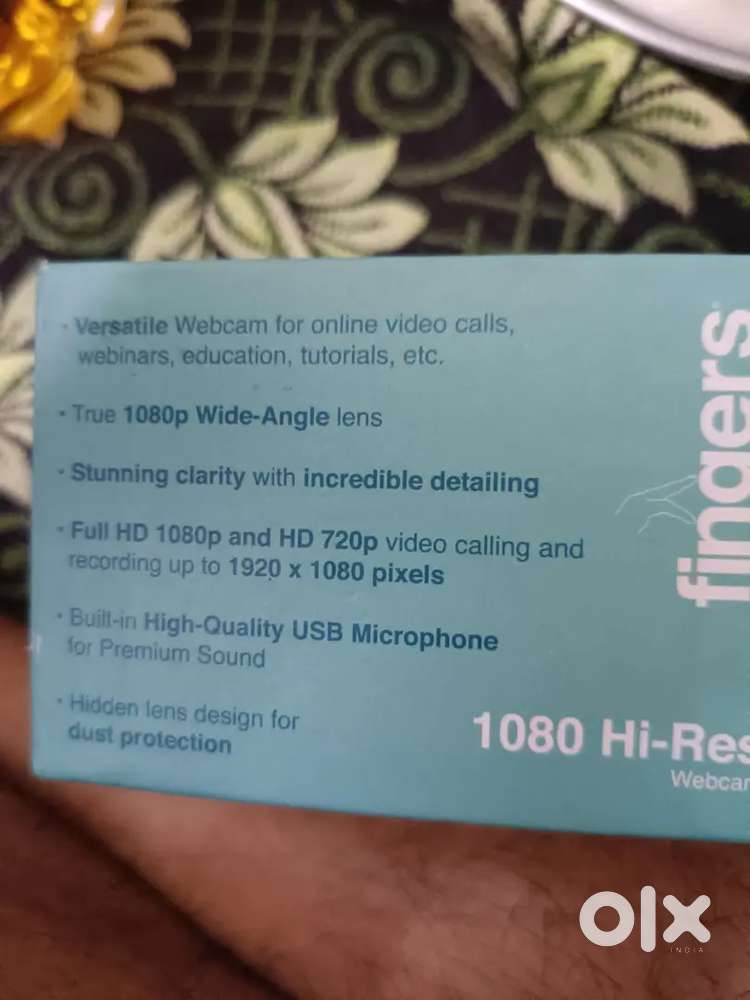 · Versatile Webcam for online video calls,
webinars, education, tutorials, etc.
· True 1080p Wide-Angle lens
· Stunning clarity with incredible detailing
· Full HD 1080p and HD 720p video calling and
recording up to 1920 x 1080 pixels
· Built-in High-Quality USB Microphone
for Premium Sound
· Hidden lens design for
dust protection
fingers
1080 Hi-Res
Webcam
olx
INDIA